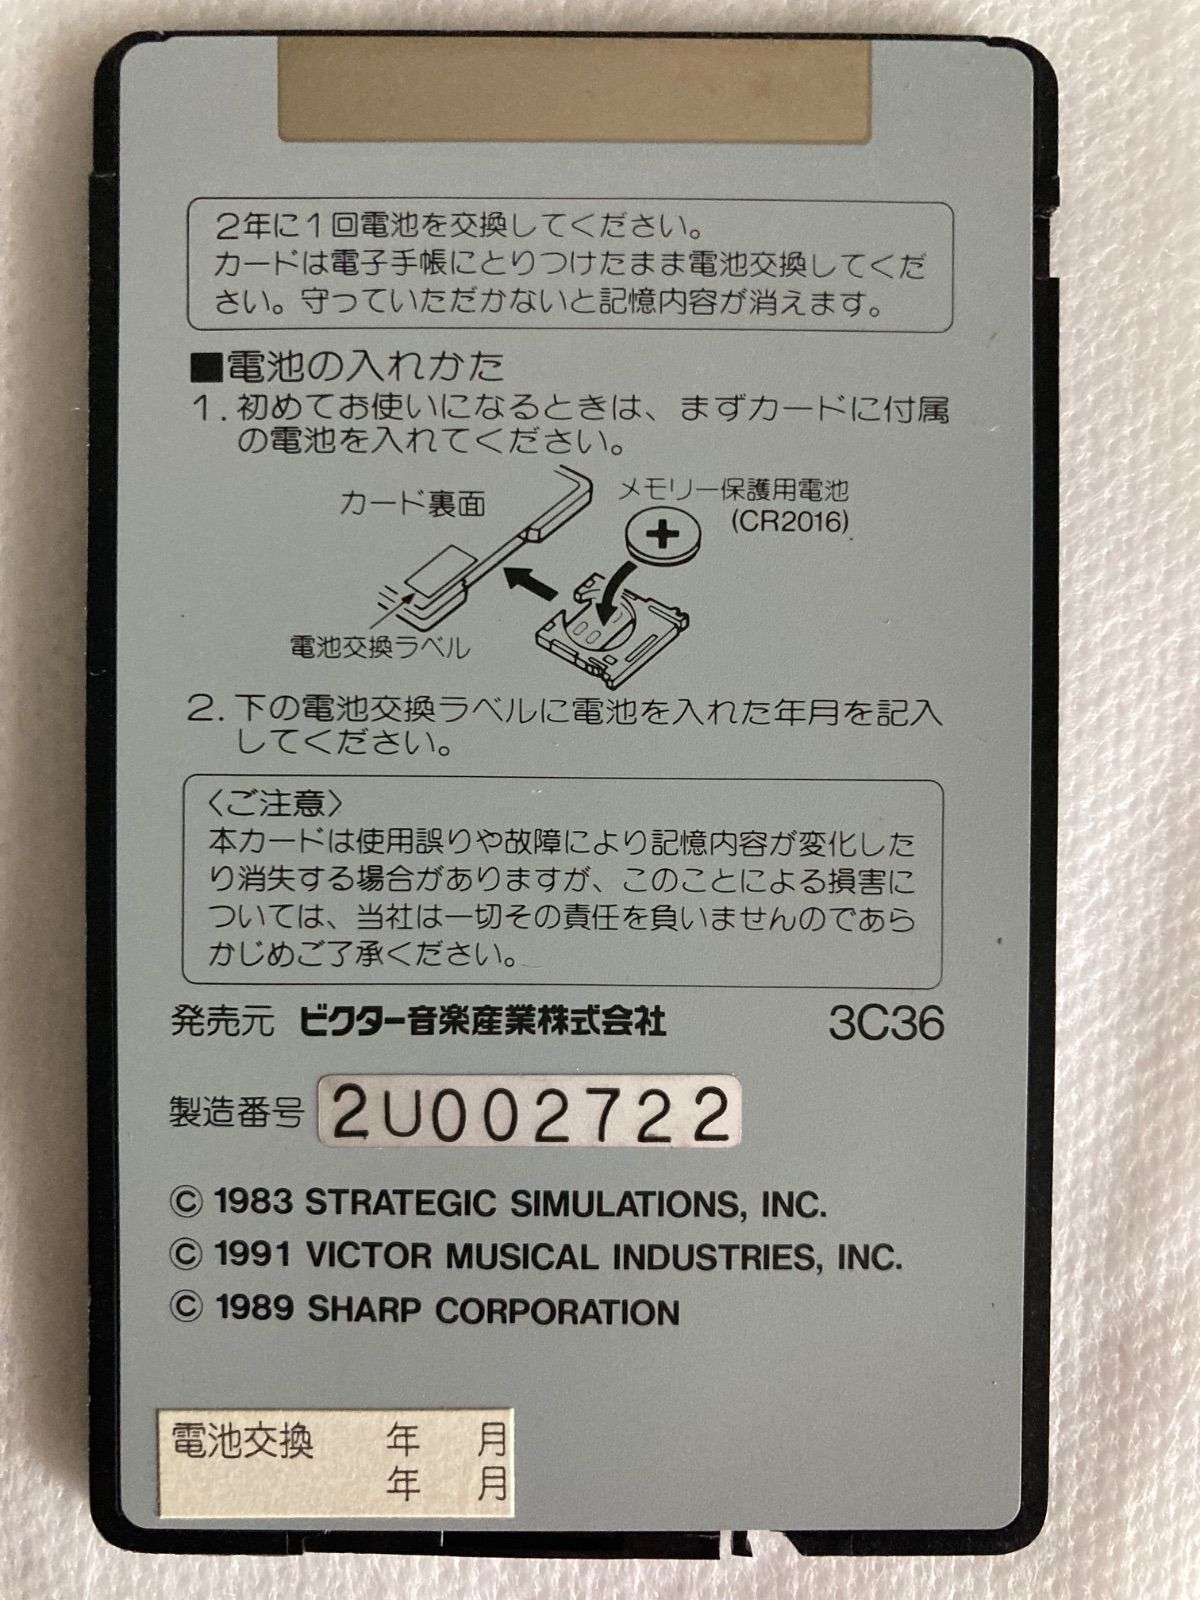 2年に1回電池を交換してください。
カードは電子手帳にとりつけたまま電池交換してくだ
さい。守っていただかないと記憶内容が消えます。
■電池の入れかた
1. 初めてお使いになるときは、まずカードに付属
の電池を入れてください。
カード裏面
メモリー保護用電池
(CR2016)
電池交換ラベル
2. 下の電池交換ラベルに電池を入れた年月を記入
してください。
〈ご注意〉
本カードは使用誤りや故障により記憶内容が変化した
り消失する場合がありますが、このことによる損害に
ついては、当社は一切その責任を負いませんのであら
かじめご了承ください。
発売元 ビクター音楽産業株式会社 3C36
製造番号 2U002722
© 1983 STRATEGIC SIMULATIONS, INC.
© 1991 VICTOR MUSICAL INDUSTRIES, INC.
© 1989 SHARP CORPORATION
電池交換 年 月
年 月